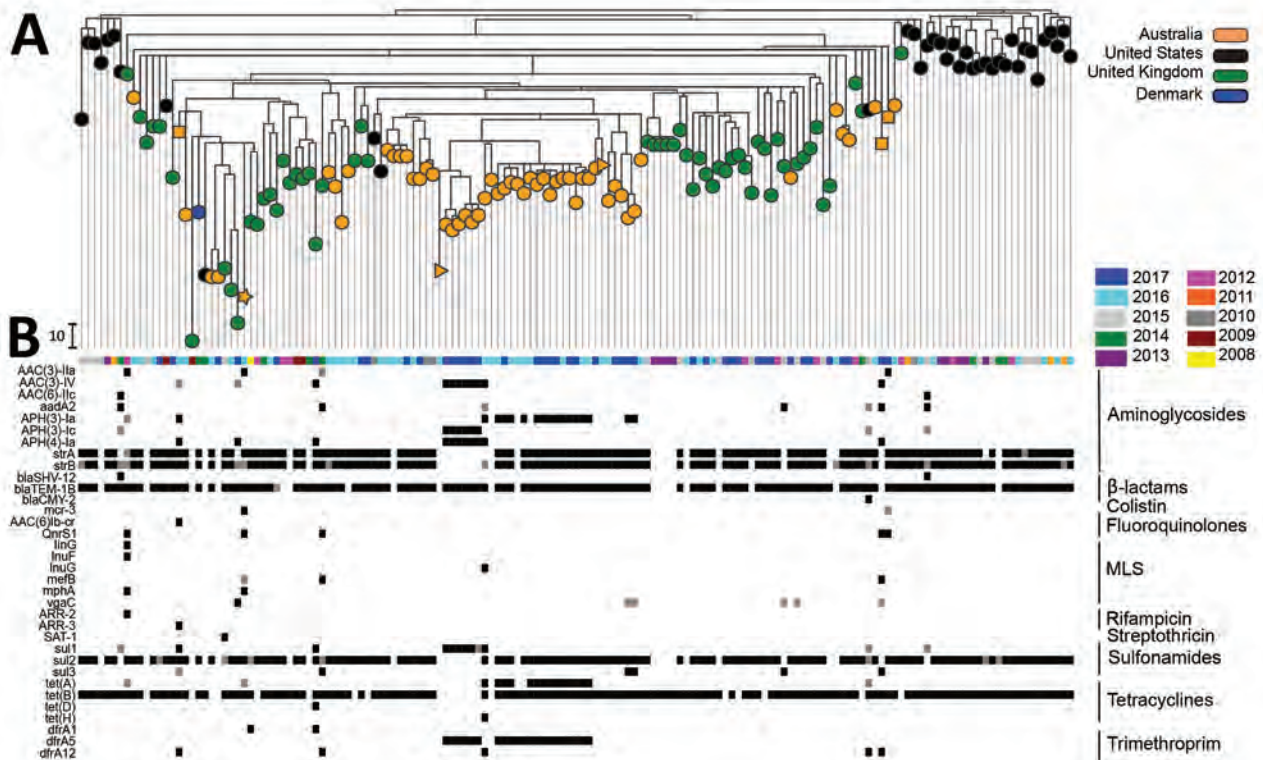 A
Australia
United States
United Kingdom
Denmark
2017 2012
2016 2011
2015 2010
2014 2009
2013 2008
10
B
AAC(3)-IIa
AAC(3)-IV
AAC(6)-IIc
aadA2
APH(3)-Ia
APH(3)-Ic
APH(4)-Ia
strA
strB
blaSHV-12
blaTEM-1B
blaCMY-2
mcr-3
AAC(6)Ib-cr
QnrS1
linG
lnuF
lnuG
mefB
mphA
vgaC
ARR-2
ARR-3
SAT-1
sul1
sul2
sul3
tet(A)
tet(B)
tet(D)
tet(H)
dfrA1
dfrA5
dfrA12
Aminoglycosides
β-lactams
Colistin
Fluoroquinolones
MLS
Rifampicin
Streptothricin
Sulfonamides
Tetracyclines
Trimethroprim